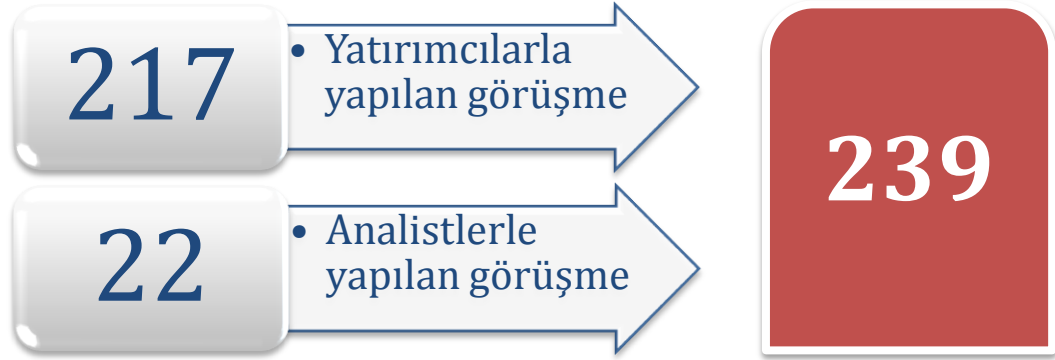 217
• Yatırımcılarla
yapılan görüşme
22
• Analistlerle
yapılan görüşme
239